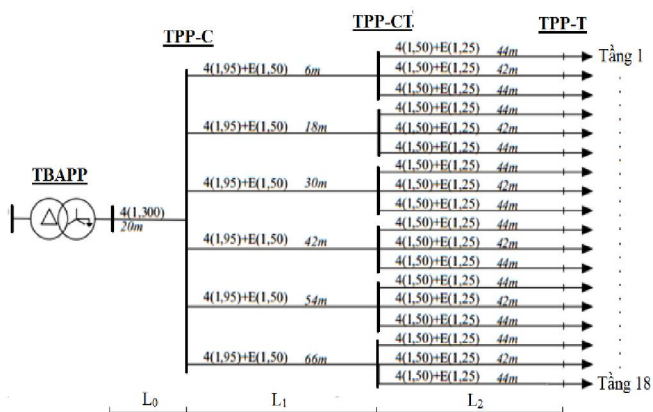 TPP-C
TPP-CT.
TPP-T
TBAPP
4(1,300)
20m
4(1,95)+E(1,50) 6m
4(1,95)+E(1,50) 18m
4(1,95)+E(1,50) 30m
4(1,95)+E(1,50) 42m
4(1,95)+E(1,50) 54m
4(1,95)+E(1,50) 66m
4(1,50)+E(1,25) 44m Tầng 1
4(1,50)+E(1,25) 42m
4(1,50)+E(1,25) 44m
4(1,50)+E(1,25) 44m
4(1,50)+E(1,25) 42m
4(1,50)+E(1,25) 44m
4(1,50)+E(1,25) 44m
4(1,50)+E(1,25) 42m
4(1,50)+E(1,25) 44m
4(1,50)+E(1,25) 44m
4(1,50)+E(1,25) 42m
4(1,50)+E(1,25) 44m
4(1,50)+E(1,25) 44m
4(1,50)+E(1,25) 42m
4(1,50)+E(1,25) 44m
4(1,50)+E(1,25) 44m
4(1,50)+E(1,25) 42m
4(1,50)+E(1,25) 44m Tầng 18
L₀ L₁ L₂